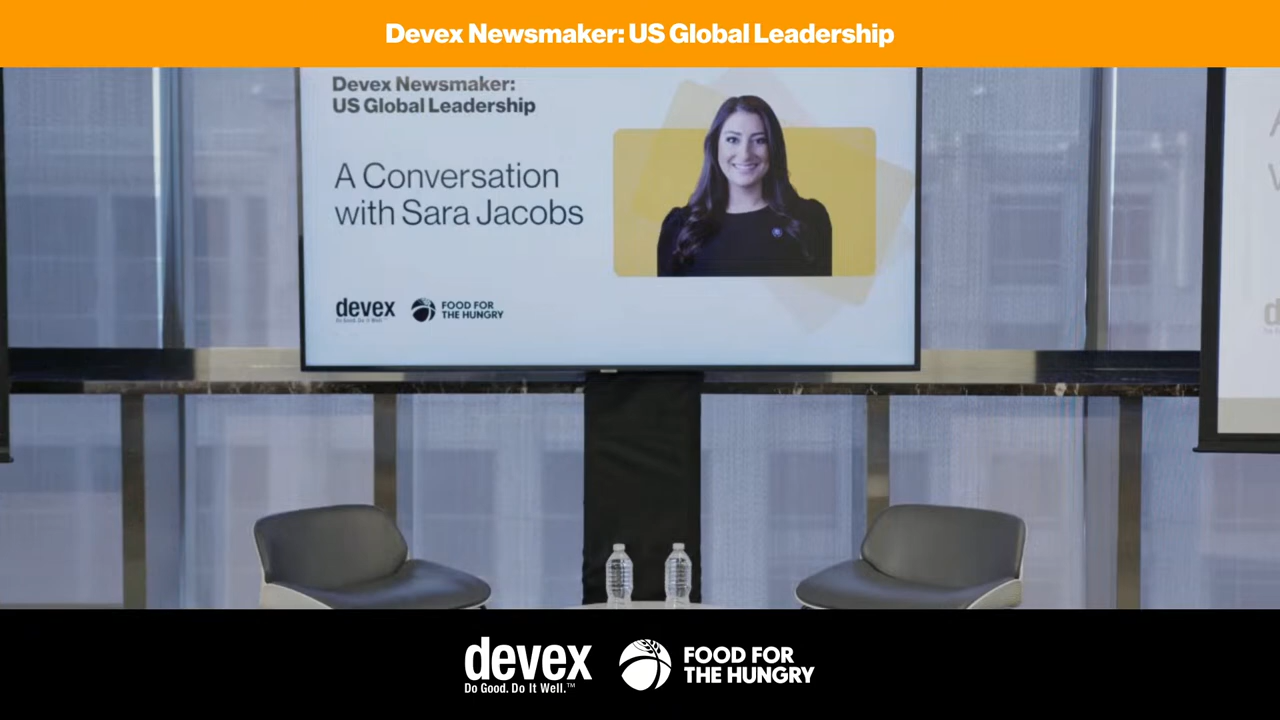 Devex Newsmaker: US Global Leadership
Devex Newsmaker:
US Global Leadership
A Conversation
with Sara Jacobs
devex
FOOD FOR
THE HUNGRY
devex
Do Good. Do It Well.™
FOOD FOR
THE HUNGRY